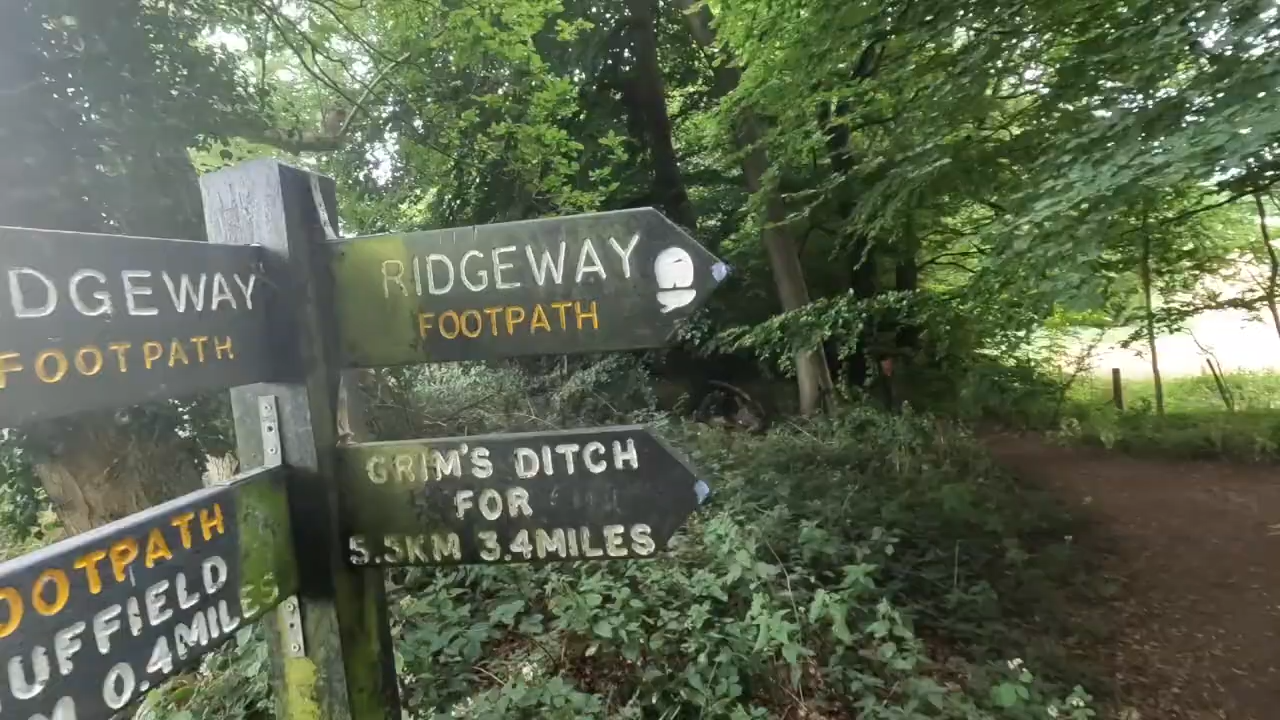 DGEWAY
FOOTPATH
RIDGEWAY
FOOTPATH
GRIM'S DITCH
FOR
5.5KM 3.4MILES
OOTPATH
UFFIELD
M 0.4MILES